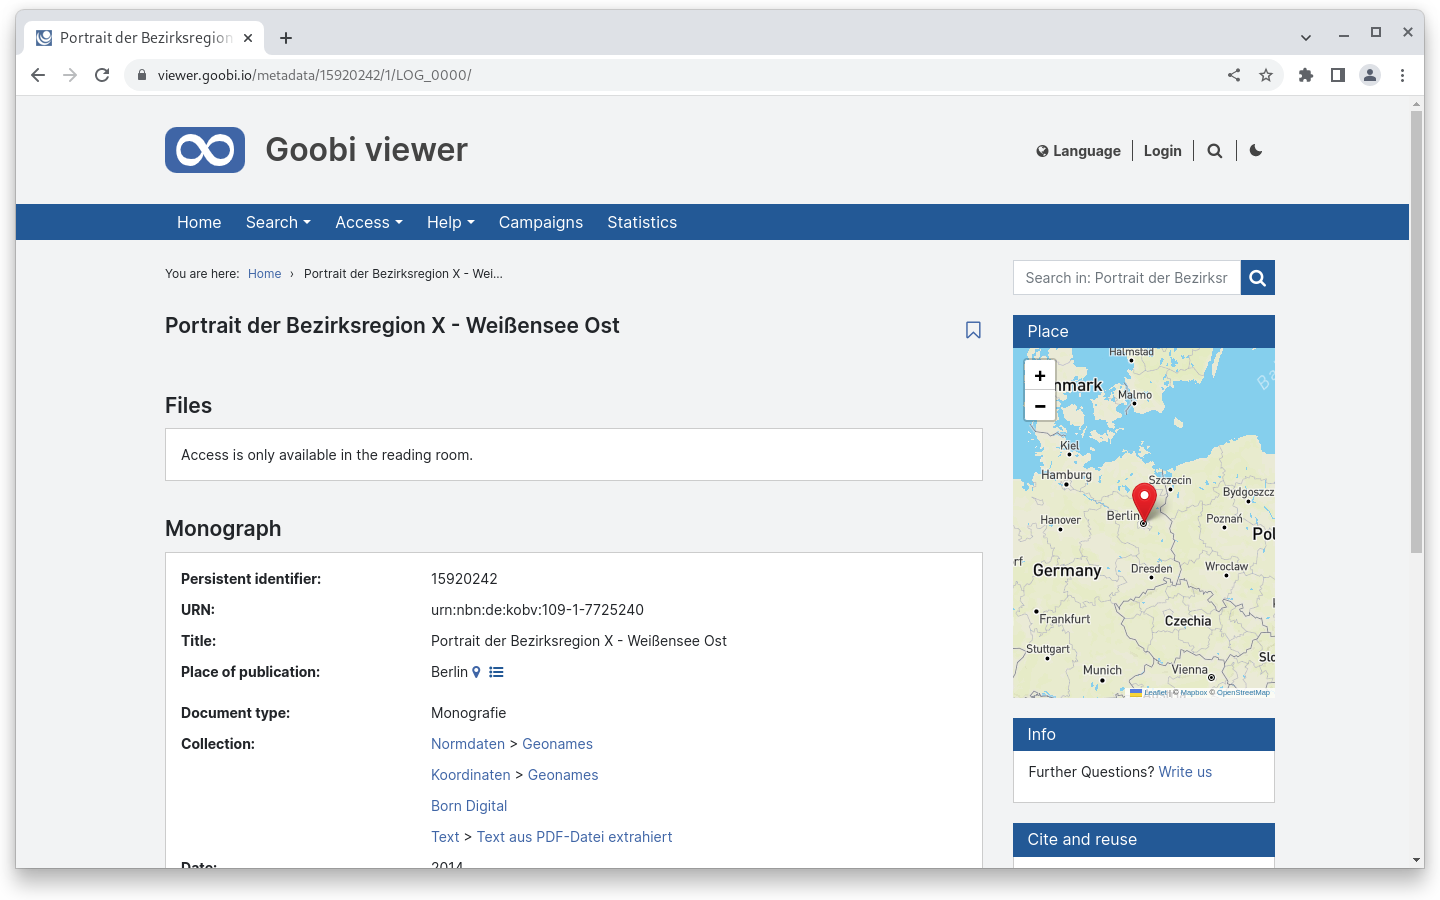 Portrait der Bezirksregion
viewer.goobi.io/metadata/15920242/1/LOG_0000/
Goobi viewer
Language
Login
Home
Search
Access
Help
Campaigns
Statistics
You are here: Home › Portrait der Bezirksregion X - Wei...
Portrait der Bezirksregion X - Weißensee Ost
Files
Access is only available in the reading room.
Monograph
Persistent identifier: 15920242
URN: urn:nbn:de:kobv:109-1-7725240
Title: Portrait der Bezirksregion X - Weißensee Ost
Place of publication: Berlin
Document type: Monografie
Collection: Normdaten > Geonames
Koordinaten > Geonames
Born Digital
Text > Text aus PDF-Datei extrahiert
Date: 2014
Search in: Portrait der Bezirksr
Place
+
−
Halmstad
nmark
Malmo
Ba
Kiel
Hamburg
Szczecin
Bydgoszcz
Hanover
Berlin
Poznań
Pol
rf
Germany
Dresden
Wroclaw
Frankfurt
Czechia
Stuttgart
Slo
Munich
Vienna
Leaflet | © Mapbox © OpenStreetMap
Info
Further Questions? Write us
Cite and reuse